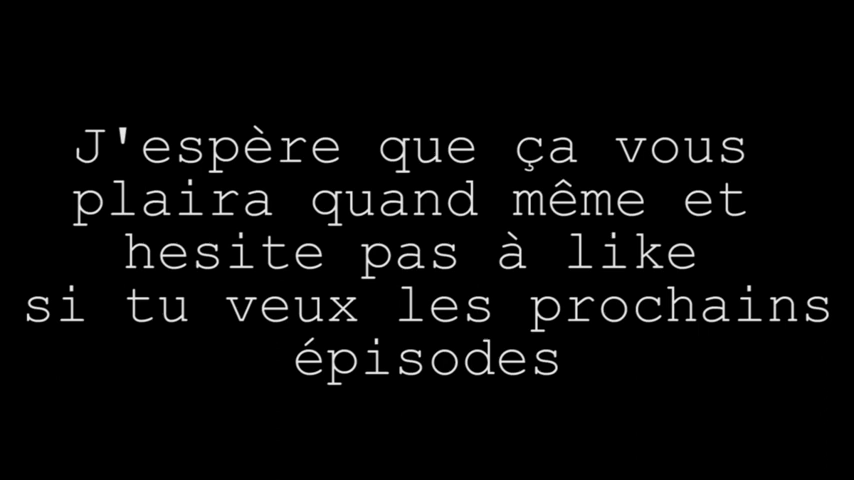 J'espère que ça vous
plaira quand même et
hesite pas à like
si tu veux les prochains
épisodes